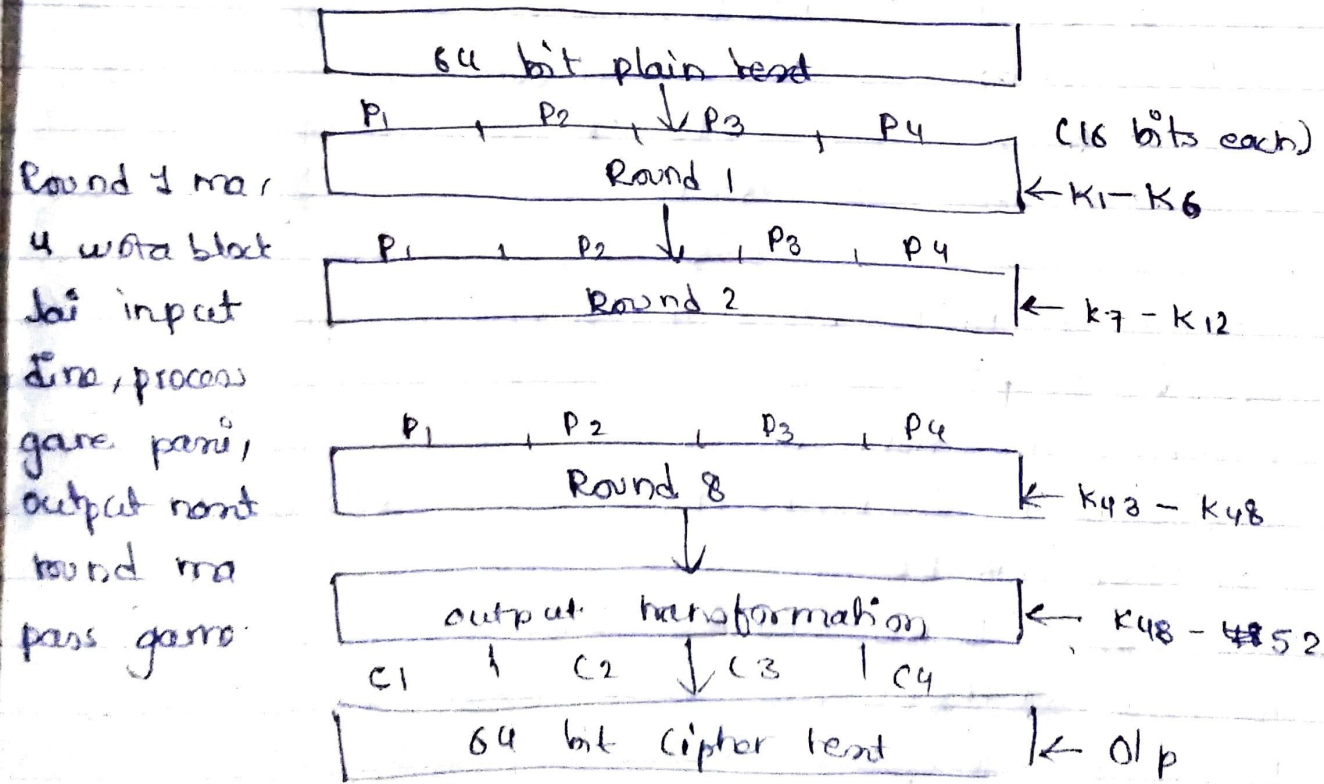 64 bit plain text
P1 P2 P3 P4 (16 bits each)
Round 1
← K1 - K6
P1 P2 P3 P4
Round 2
← K7 - K12
P1 P2 P3 P4
Round 8
← K43 - K48
output transformation
← K48 - 52
C1 C2 C3 C4
64 bit Cipher text
← O/p
Round 1 ma,
4 block
lai input
dine, process
gare pani,
output next
round ma
pass garne.